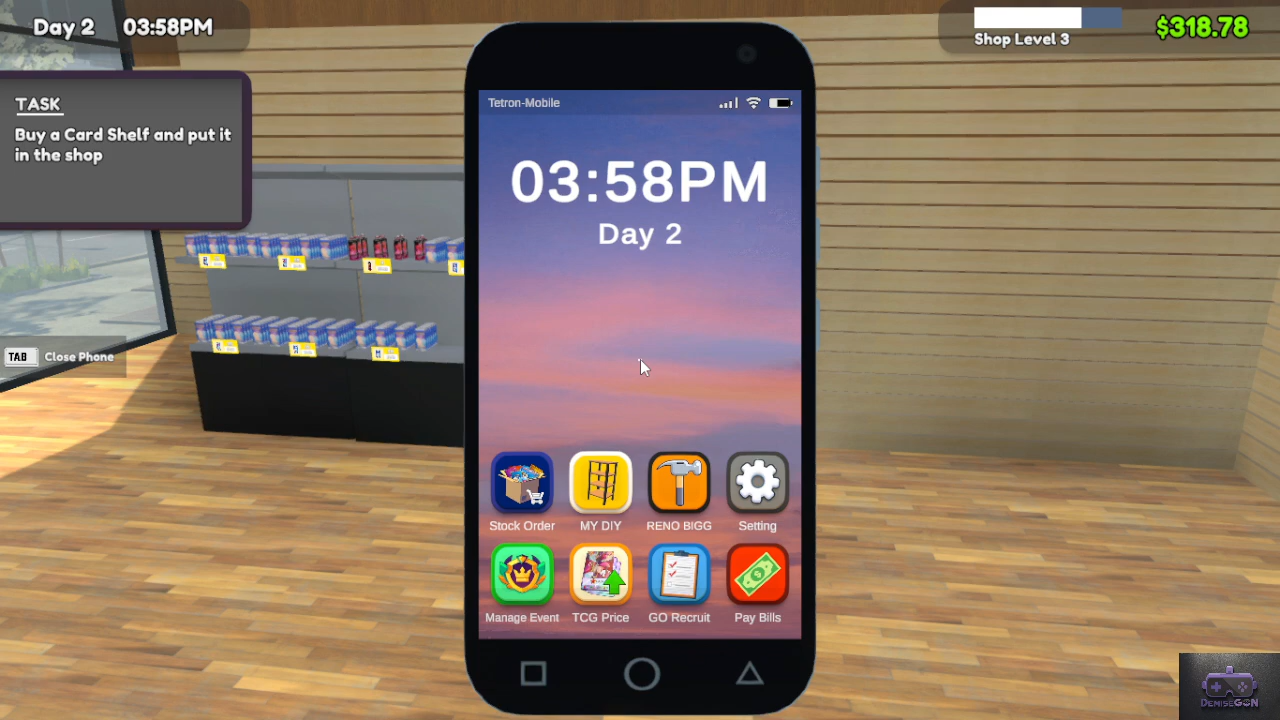 Day 2 03:58PM
Shop Level 3
$318.78
TASK
Buy a Card Shelf and put it
in the shop
TAB Close Phone
Tetron-Mobile
03:58PM
Day 2
Stock Order MY DIY RENO BIGG Setting
Manage Event TCG Price GO Recruit Pay Bills
DEMISEGON